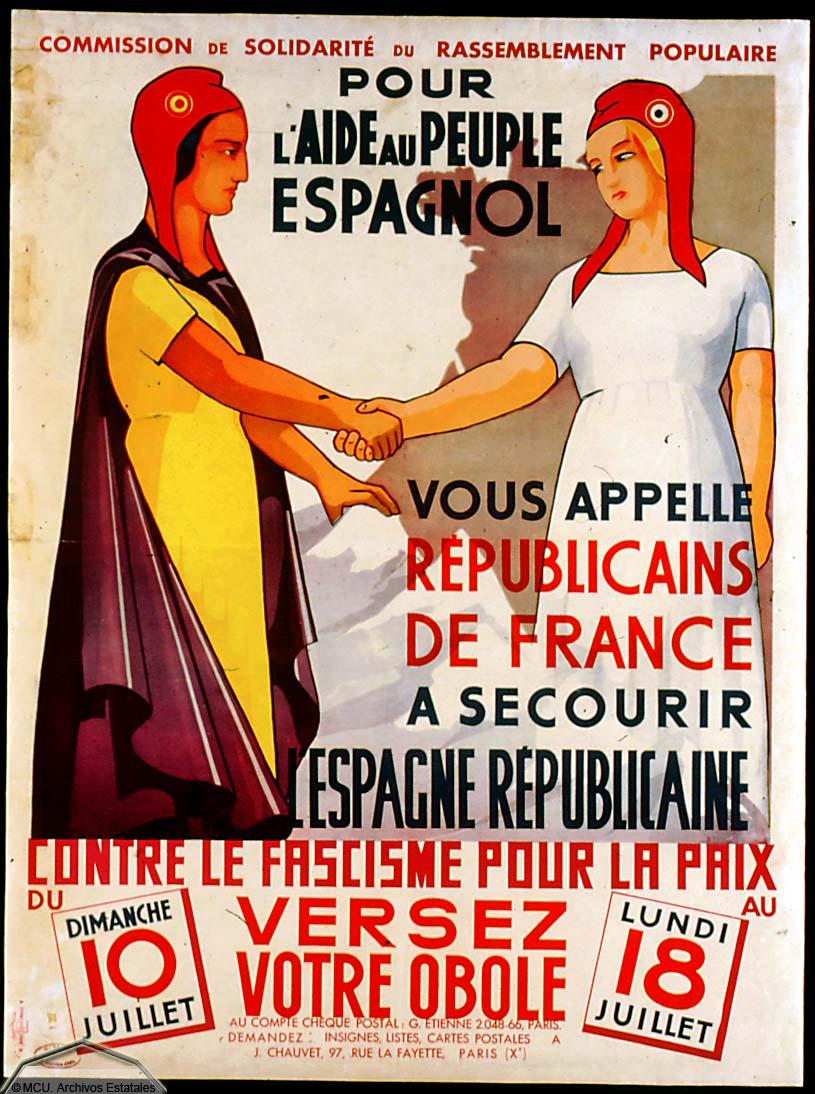 COMMISSION DE SOLIDARITÉ DU RASSEMBLEMENT POPULAIRE
POUR
L'AIDE AU PEUPLE
ESPAGNOL
VOUS APPELLE
RÉPUBLICAINS
DE FRANCE
A SECOURIR
L'ESPAGNE RÉPUBLICAINE
CONTRE LE FASCISME POUR LA PAIX
DU
DIMANCHE
10
JUILLET
VERSEZ
VOTRE OBOLE
AU
LUNDI
18
JUILLET
AU COMPTE CHÈQUE POSTAL : G. ETIENNE 2.048-66, PARIS.
DEMANDEZ : INSIGNES, LISTES, CARTES POSTALES A
J. CHAUVET, 97, RUE LA FAYETTE, PARIS (Xᵉ)
© MCU. Archivos Estatales